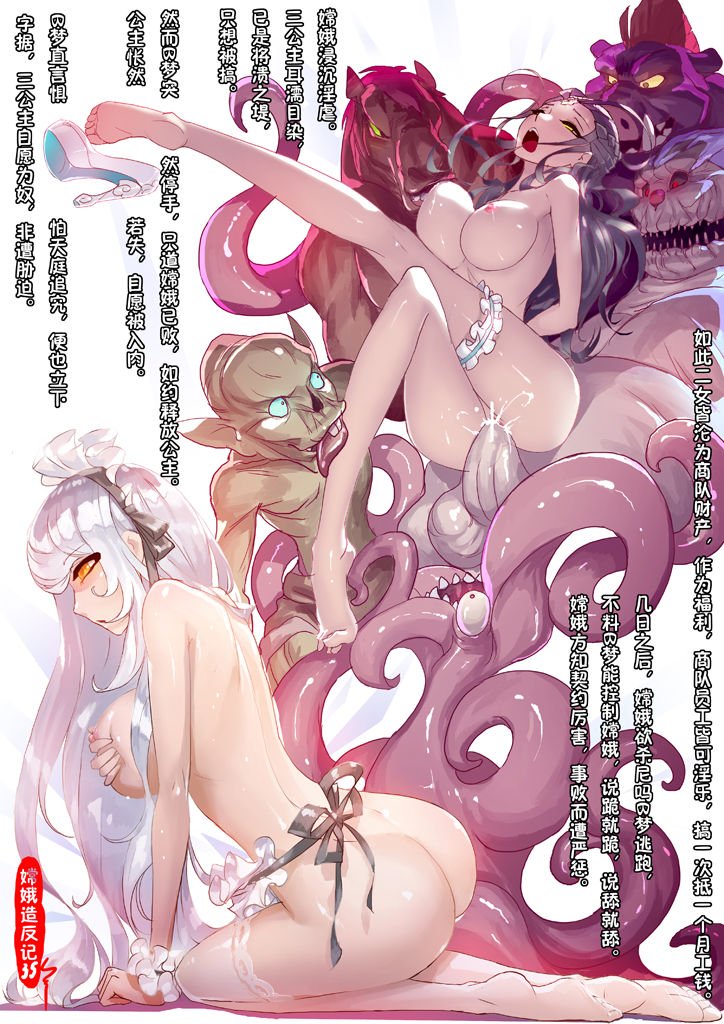 嫦娥浸沉淫虐。
三公主耳濡目染，
已是将溃之堤，
只想被搞。
然而肉梦突然停手，只道嫦娥已败，如约释放公主。
公主怅然若失，自愿被入肉。
肉梦直言惧怕天庭追究，便也立下
字据，三公主自愿为奴，非遭胁迫。
如此二女皆沦为商队财产，作为福利，商队员工皆可淫乐，搞一次抵一个月工钱。
几日之后，嫦娥欲杀尼吗肉梦逃跑，
不料肉梦能控制嫦娥，说跪就跪，说舔就舔。
嫦娥方知契约厉害，事败而遭严惩。
嫦娥造反记35